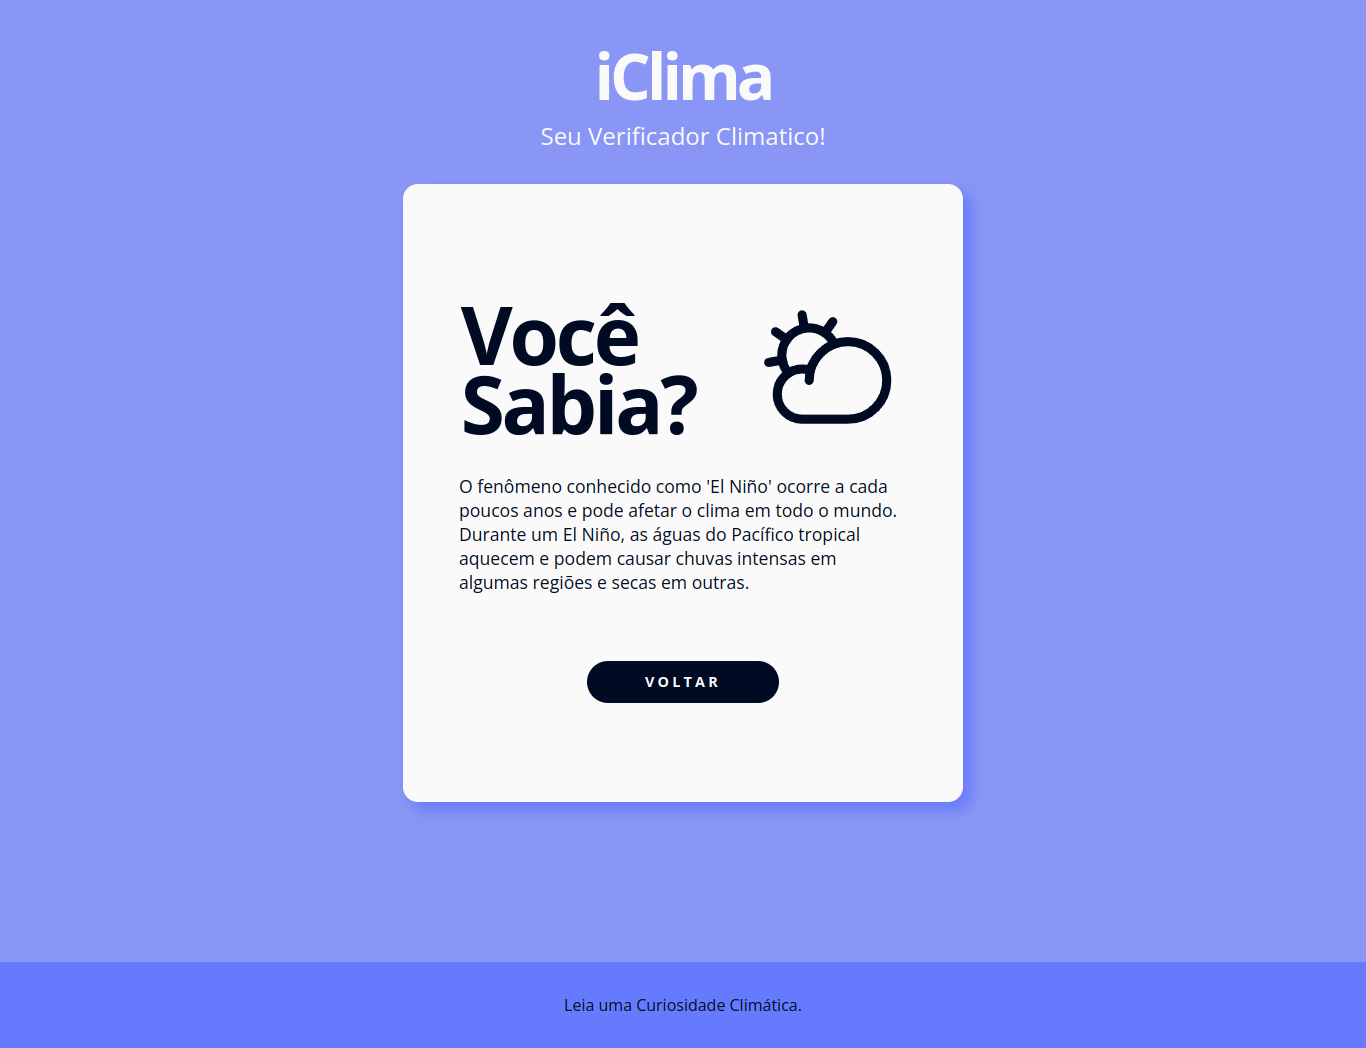 iClima
Seu Verificador Climatico!
Você
Sabia?
O fenômeno conhecido como 'El Niño' ocorre a cada
poucos anos e pode afetar o clima em todo o mundo.
Durante um El Niño, as águas do Pacífico tropical
aquecem e podem causar chuvas intensas em
algumas regiões e secas em outras.
VOLTAR
Leia uma Curiosidade Climática.